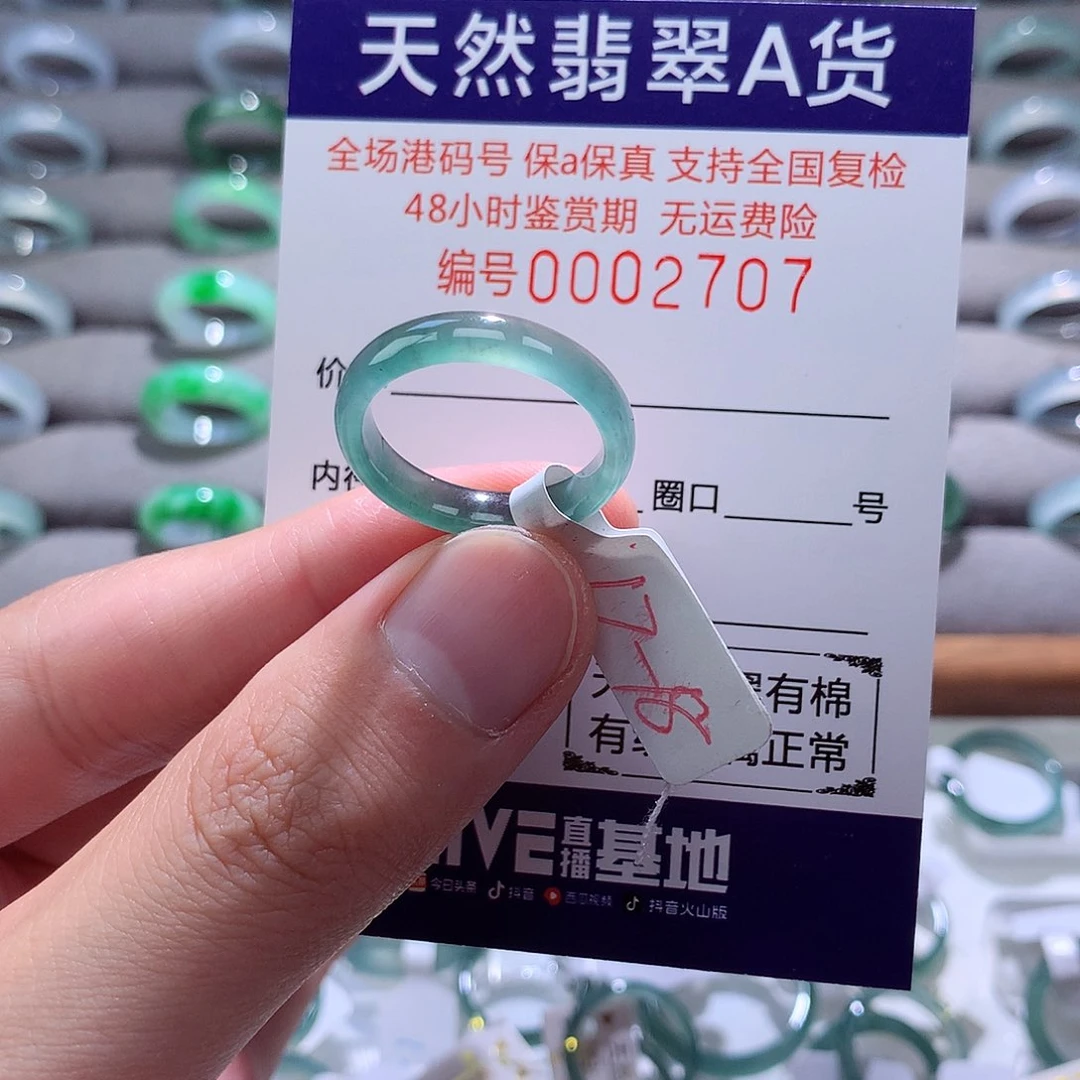 天然翡翠A货
全场港码号 保a保真 支持全国复检
48小时鉴赏期 无运费险
编号0002707
价
内 圈口 号
有棉
有 正常
直播基地
今日头条 抖音 西瓜视频 抖音火山版